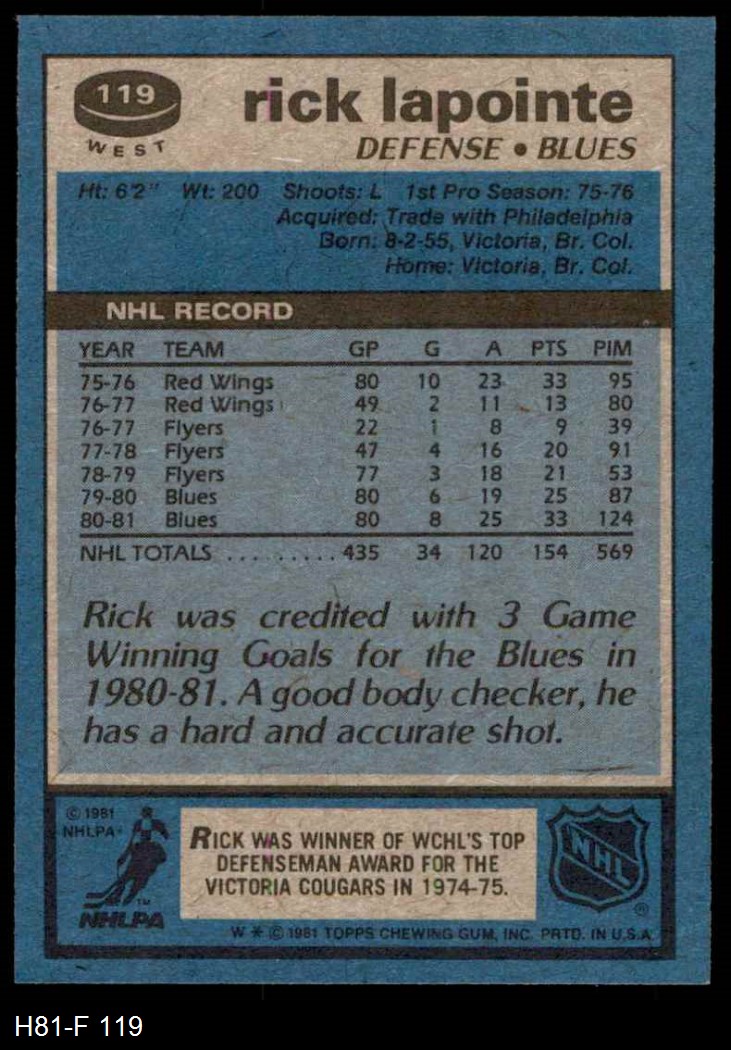 119
WEST
rick lapointe
DEFENSE • BLUES
Ht: 6'2" Wt: 200 Shoots: L 1st Pro Season: 75-76
Acquired: Trade with Philadelphia
Born: 8-2-55, Victoria, Br. Col.
Home: Victoria, Br. Col.
NHL RECORD
YEAR TEAM GP G A PTS PIM
75-76 Red Wings 80 10 23 33 95
76-77 Red Wings 49 2 11 13 80
76-77 Flyers 22 1 8 9 39
77-78 Flyers 47 4 16 20 91
78-79 Flyers 77 3 18 21 53
79-80 Blues 80 6 19 25 87
80-81 Blues 80 8 25 33 124
NHL TOTALS .......... 435 34 120 154 569
Rick was credited with 3 Game
Winning Goals for the Blues in
1980-81. A good body checker, he
has a hard and accurate shot.
© 1981
NHLPA
NHLPA
™
RICK WAS WINNER OF WCHL'S TOP
DEFENSEMAN AWARD FOR THE
VICTORIA COUGARS IN 1974-75.
NHL
®
W * © 1981 TOPPS CHEWING GUM, INC. PRTD. IN U.S.A.
H81-F 119